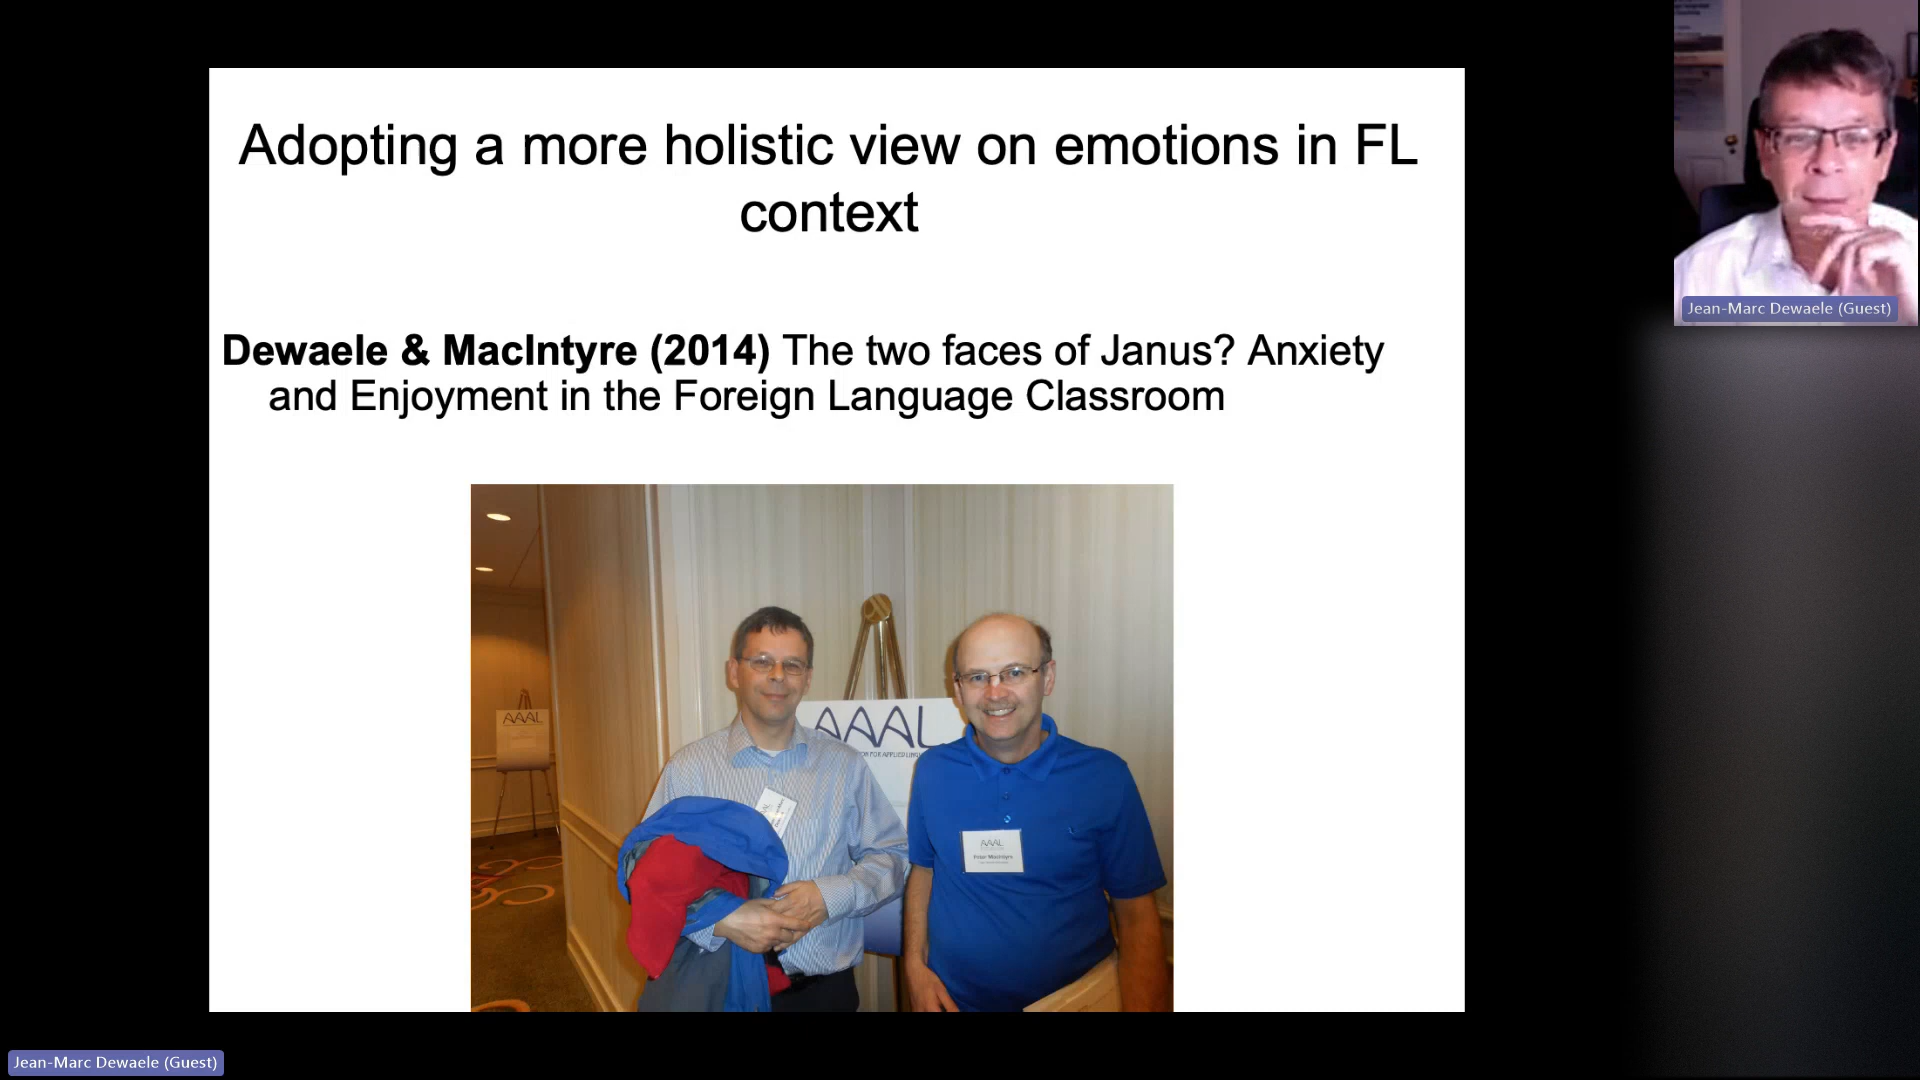 Adopting a more holistic view on emotions in FL
context
Dewaele & MacIntyre (2014) The two faces of Janus? Anxiety
and Enjoyment in the Foreign Language Classroom
AAAL
AAAL
FOR APPLIED
AAAL
Peter MacIntyre
Jean-Marc Dewaele (Guest)
Jean-Marc Dewaele (Guest)